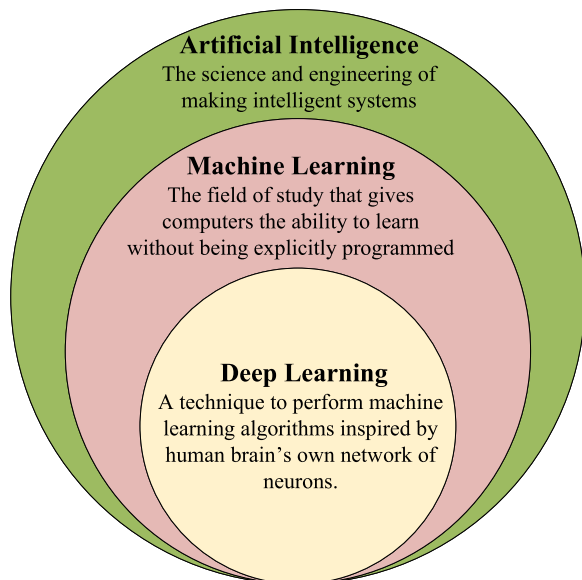 Artificial Intelligence
The science and engineering of
making intelligent systems
Machine Learning
The field of study that gives
computers the ability to learn
without being explicitly programmed
Deep Learning
A technique to perform machine
learning algorithms inspired by
human brain’s own network of
neurons.